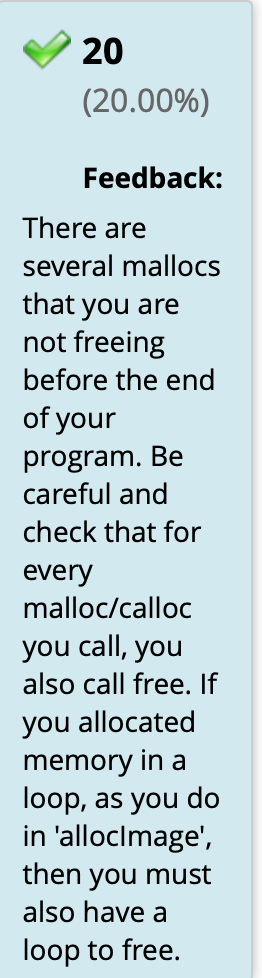 20
(20.00%)
Feedback:
There are
several mallocs
that you are
not freeing
before the end
of your
program. Be
careful and
check that for
every
malloc/calloc
you call, you
also call free. If
you allocated
memory in a
loop, as you do
in 'allocImage',
then you must
also have a
loop to free.